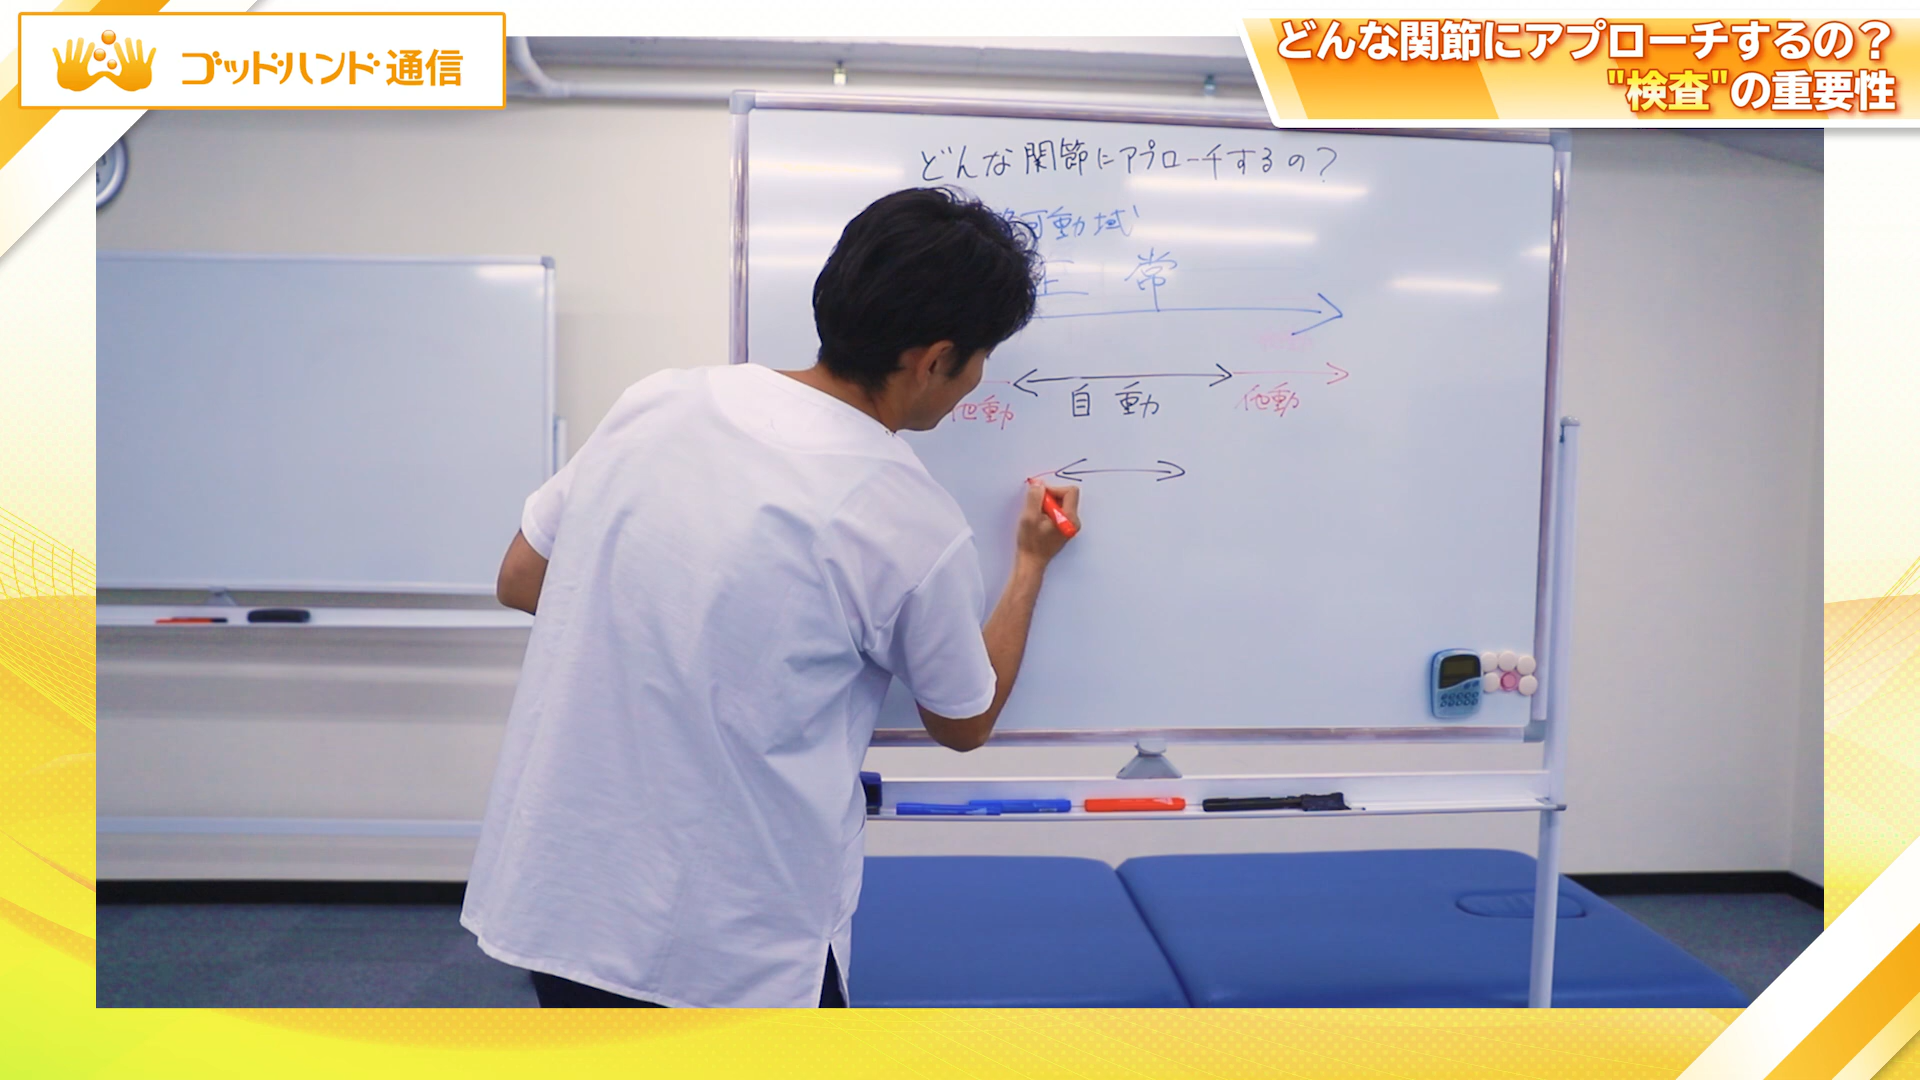 ゴッドハンド通信
どんな関節にアプローチするの？
"検査"の重要性
どんな関節にアプローチするの？
可動域
正常
他動 自動 他動